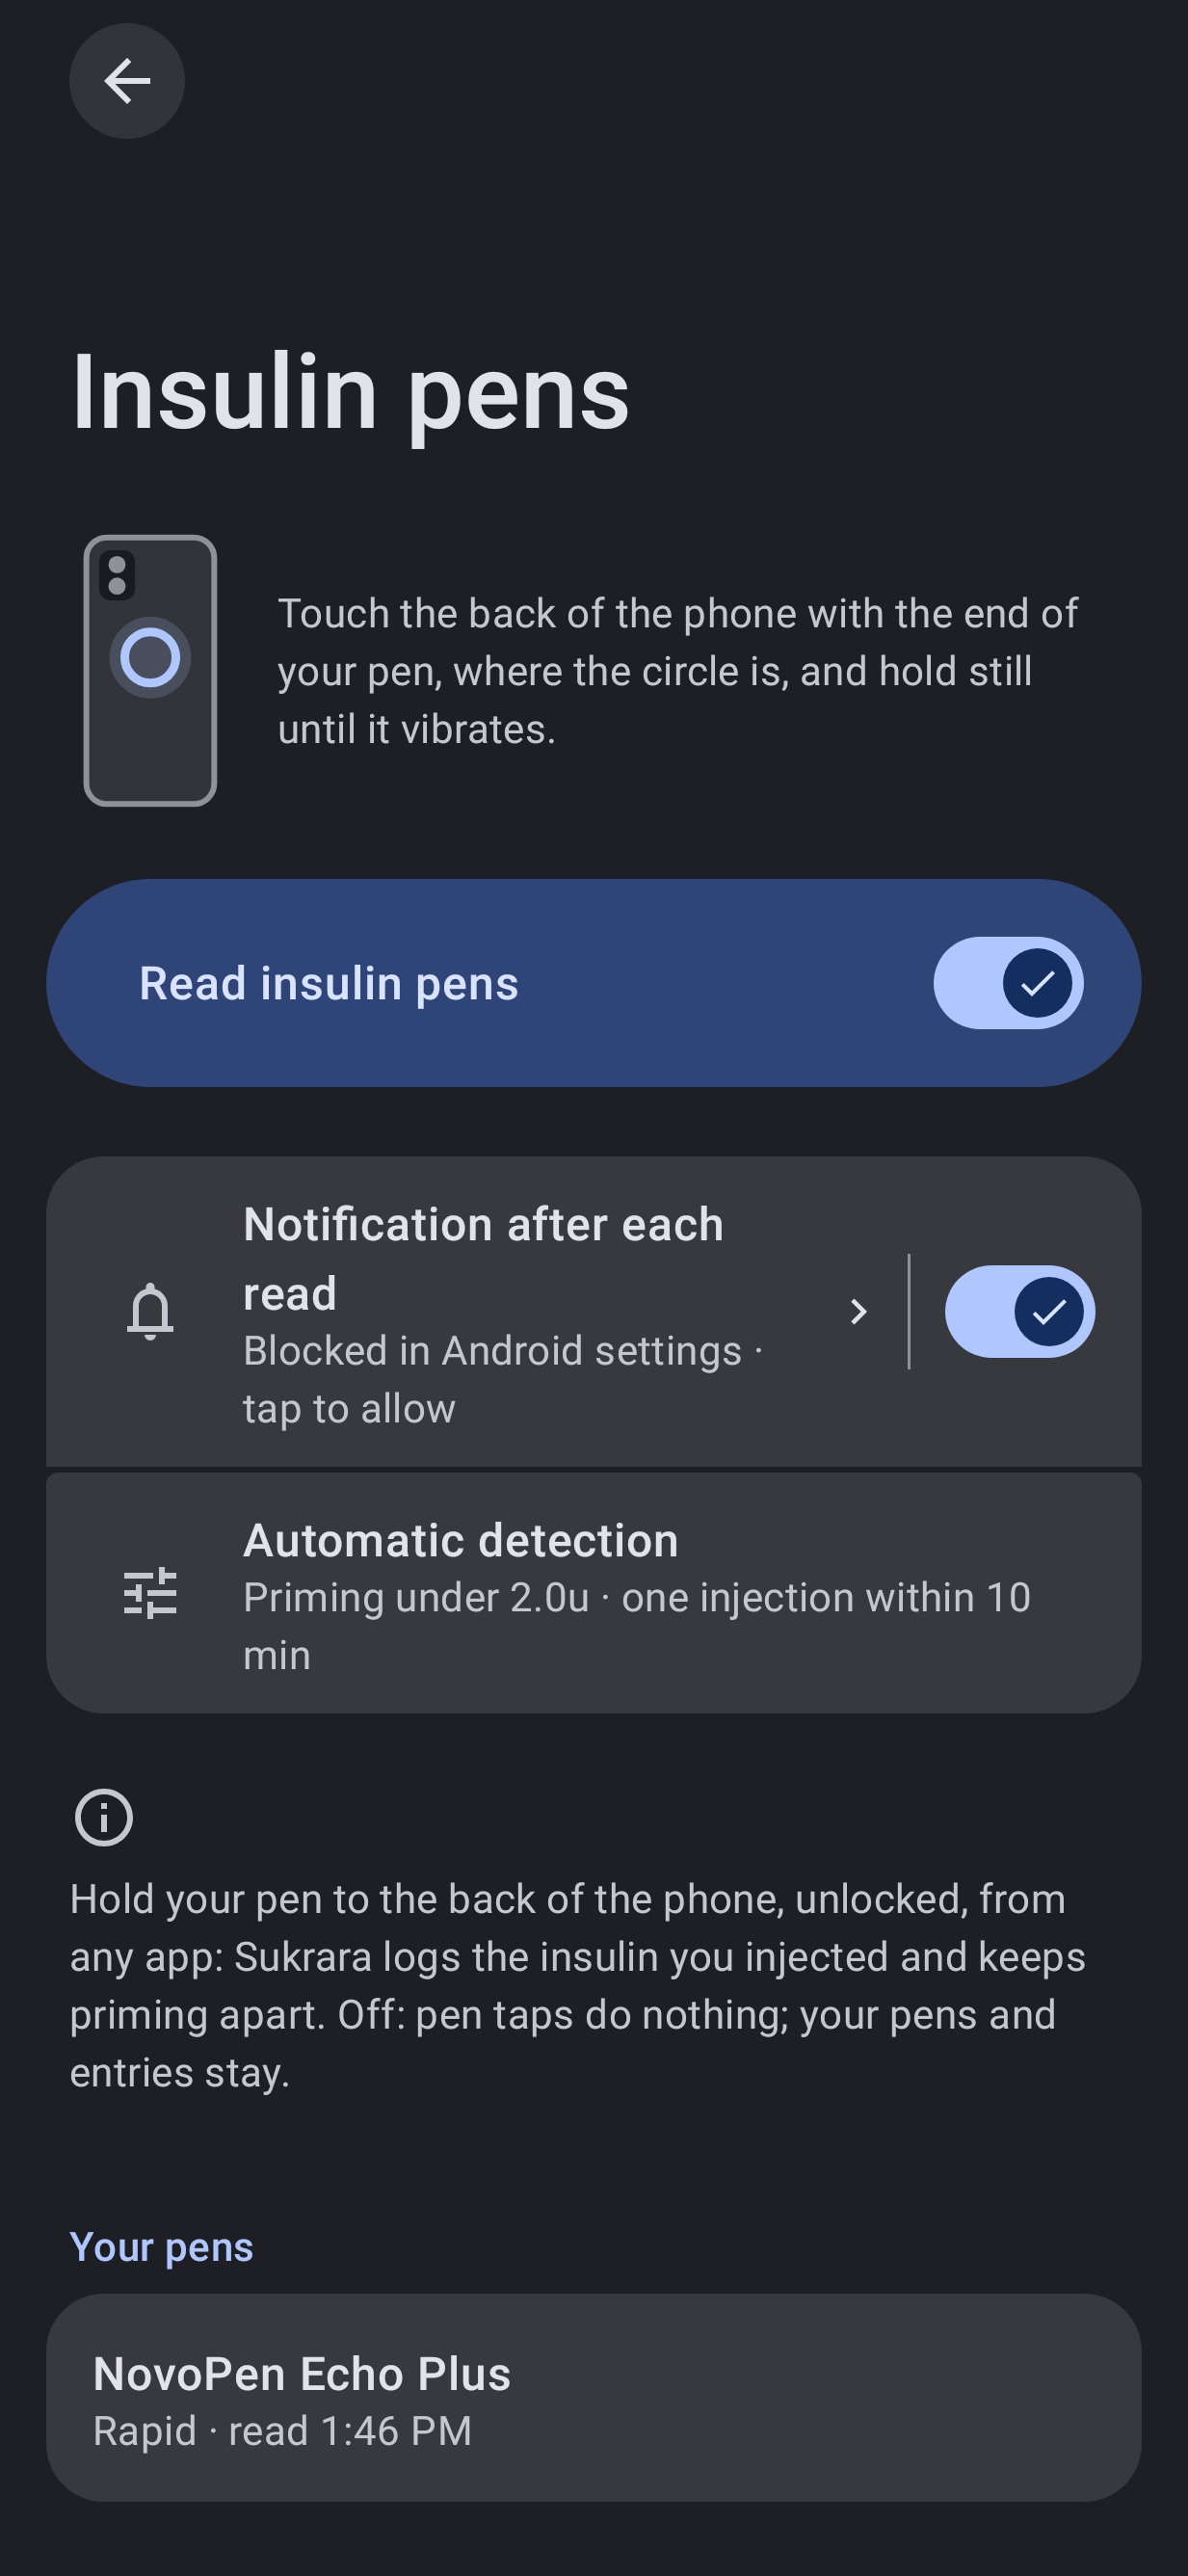 Insulin pens
Touch the back of the phone with the end of
your pen, where the circle is, and hold still
until it vibrates.
Read insulin pens
Notification after each
read
Blocked in Android settings ·
tap to allow
Automatic detection
Priming under 2.0u · one injection within 10
min
Hold your pen to the back of the phone, unlocked, from
any app: Sukrara logs the insulin you injected and keeps
priming apart. Off: pen taps do nothing; your pens and
entries stay.
Your pens
NovoPen Echo Plus
Rapid · read 1:46 PM